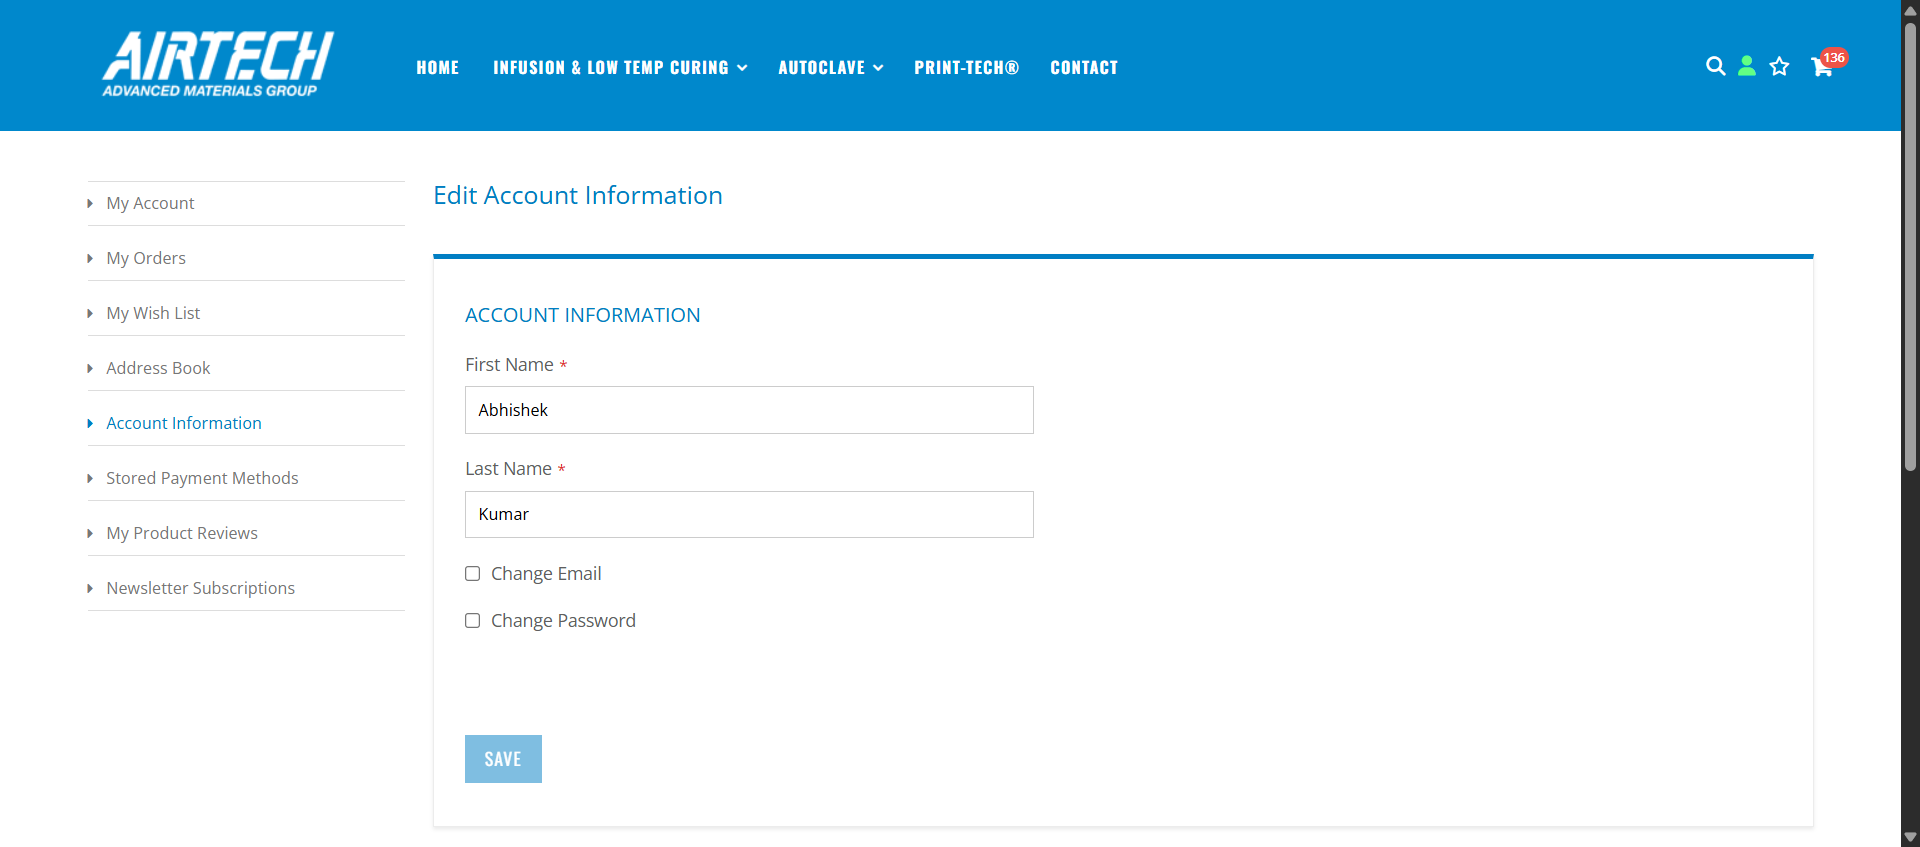 AIRTECH
ADVANCED MATERIALS GROUP
HOME INFUSION & LOW TEMP CURING AUTOCLAVE PRINT-TECH® CONTACT
136
My Account
My Orders
My Wish List
Address Book
Account Information
Stored Payment Methods
My Product Reviews
Newsletter Subscriptions
Edit Account Information
ACCOUNT INFORMATION
First Name *
Abhishek
Last Name *
Kumar
Change Email
Change Password
SAVE